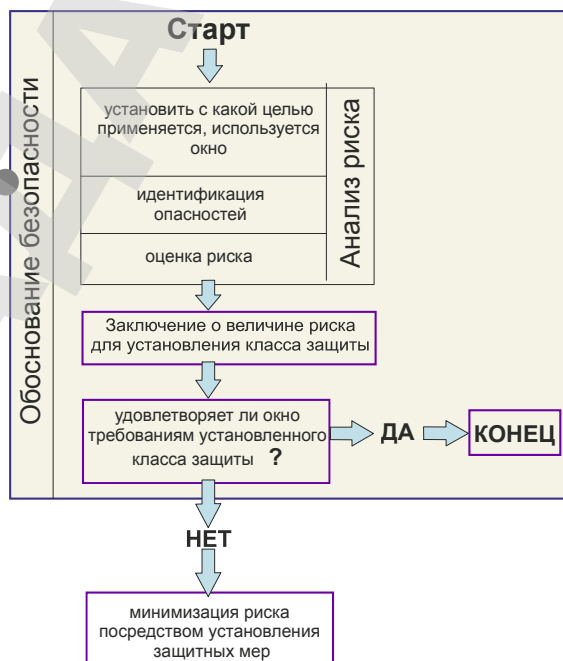 Старт
Обоснование безопасности
установить с какой целью
применяется, используется
окно
Анализ риска
идентификация
опасностей
оценка риска
Заключение о величине риска
для установления класса защиты
удовлетворяет ли окно
требованиям установленного
класса защиты ?
ДА
КОНЕЦ
НЕТ
минимизация риска
посредством установления
защитных мер